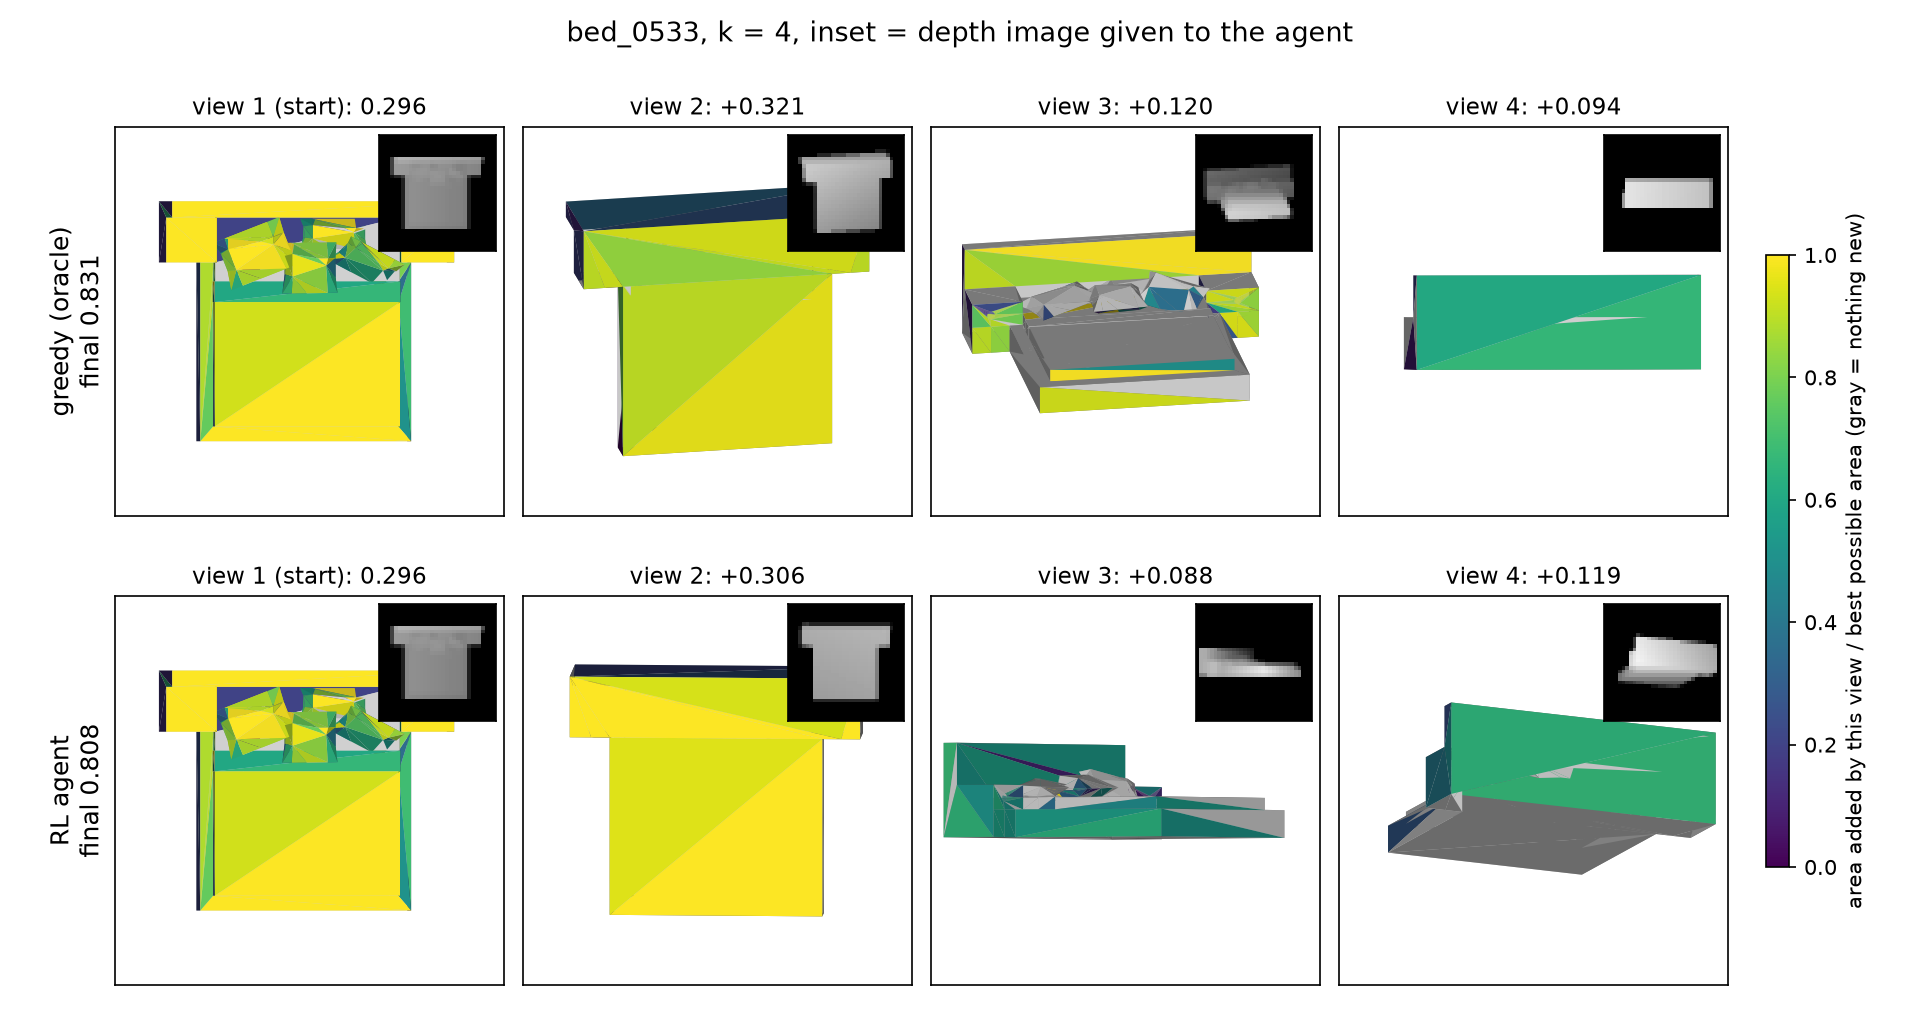 bed_0533, k = 4, inset = depth image given to the agent
view 1 (start): 0.296
view 2: +0.321
view 3: +0.120
view 4: +0.094
greedy (oracle)
final 0.831
view 1 (start): 0.296
view 2: +0.306
view 3: +0.088
view 4: +0.119
RL agent
final 0.808
1.0
0.8
0.6
0.4
0.2
0.0
area added by this view / best possible area (gray = nothing new)